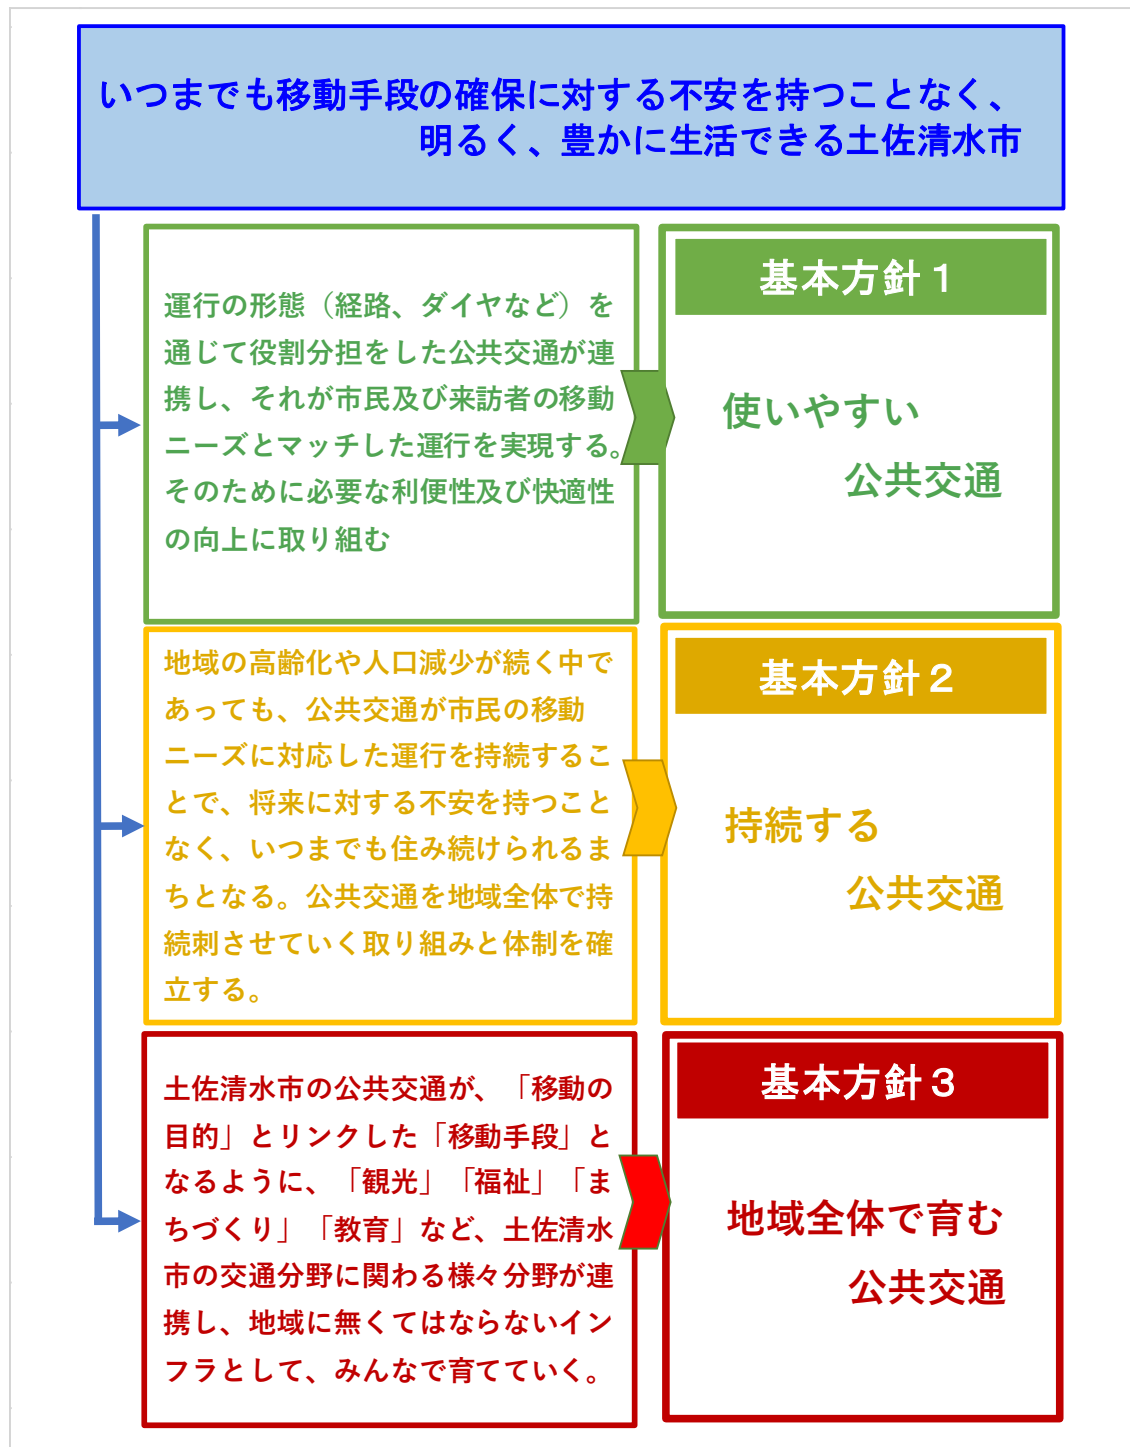 いつまでも移動手段の確保に対する不安を持つことなく、
明るく、豊かに生活できる土佐清水市
運行の形態（経路、ダイヤなど）を
通じて役割分担をした公共交通が連
携し、それが市民及び来訪者の移動
ニーズとマッチした運行を実現する。
そのために必要な利便性及び快適性
の向上に取り組む
基本方針１
使いやすい
公共交通
地域の高齢化や人口減少が続く中で
あっても、公共交通が市民の移動
ニーズに対応した運行を持続するこ
とで、将来に対する不安を持つこと
なく、いつまでも住み続けられるま
ちとなる。公共交通を地域全体で持
続刺させていく取り組みと体制を確
立する。
基本方針２
持続する
公共交通
土佐清水市の公共交通が、「移動の
目的」とリンクした「移動手段」と
なるように、「観光」「福祉」「ま
ちづくり」「教育」など、土佐清水
市の交通分野に関わる様々分野が連
携し、地域に無くてはならないイン
フラとして、みんなで育てていく。
基本方針３
地域全体で育む
公共交通